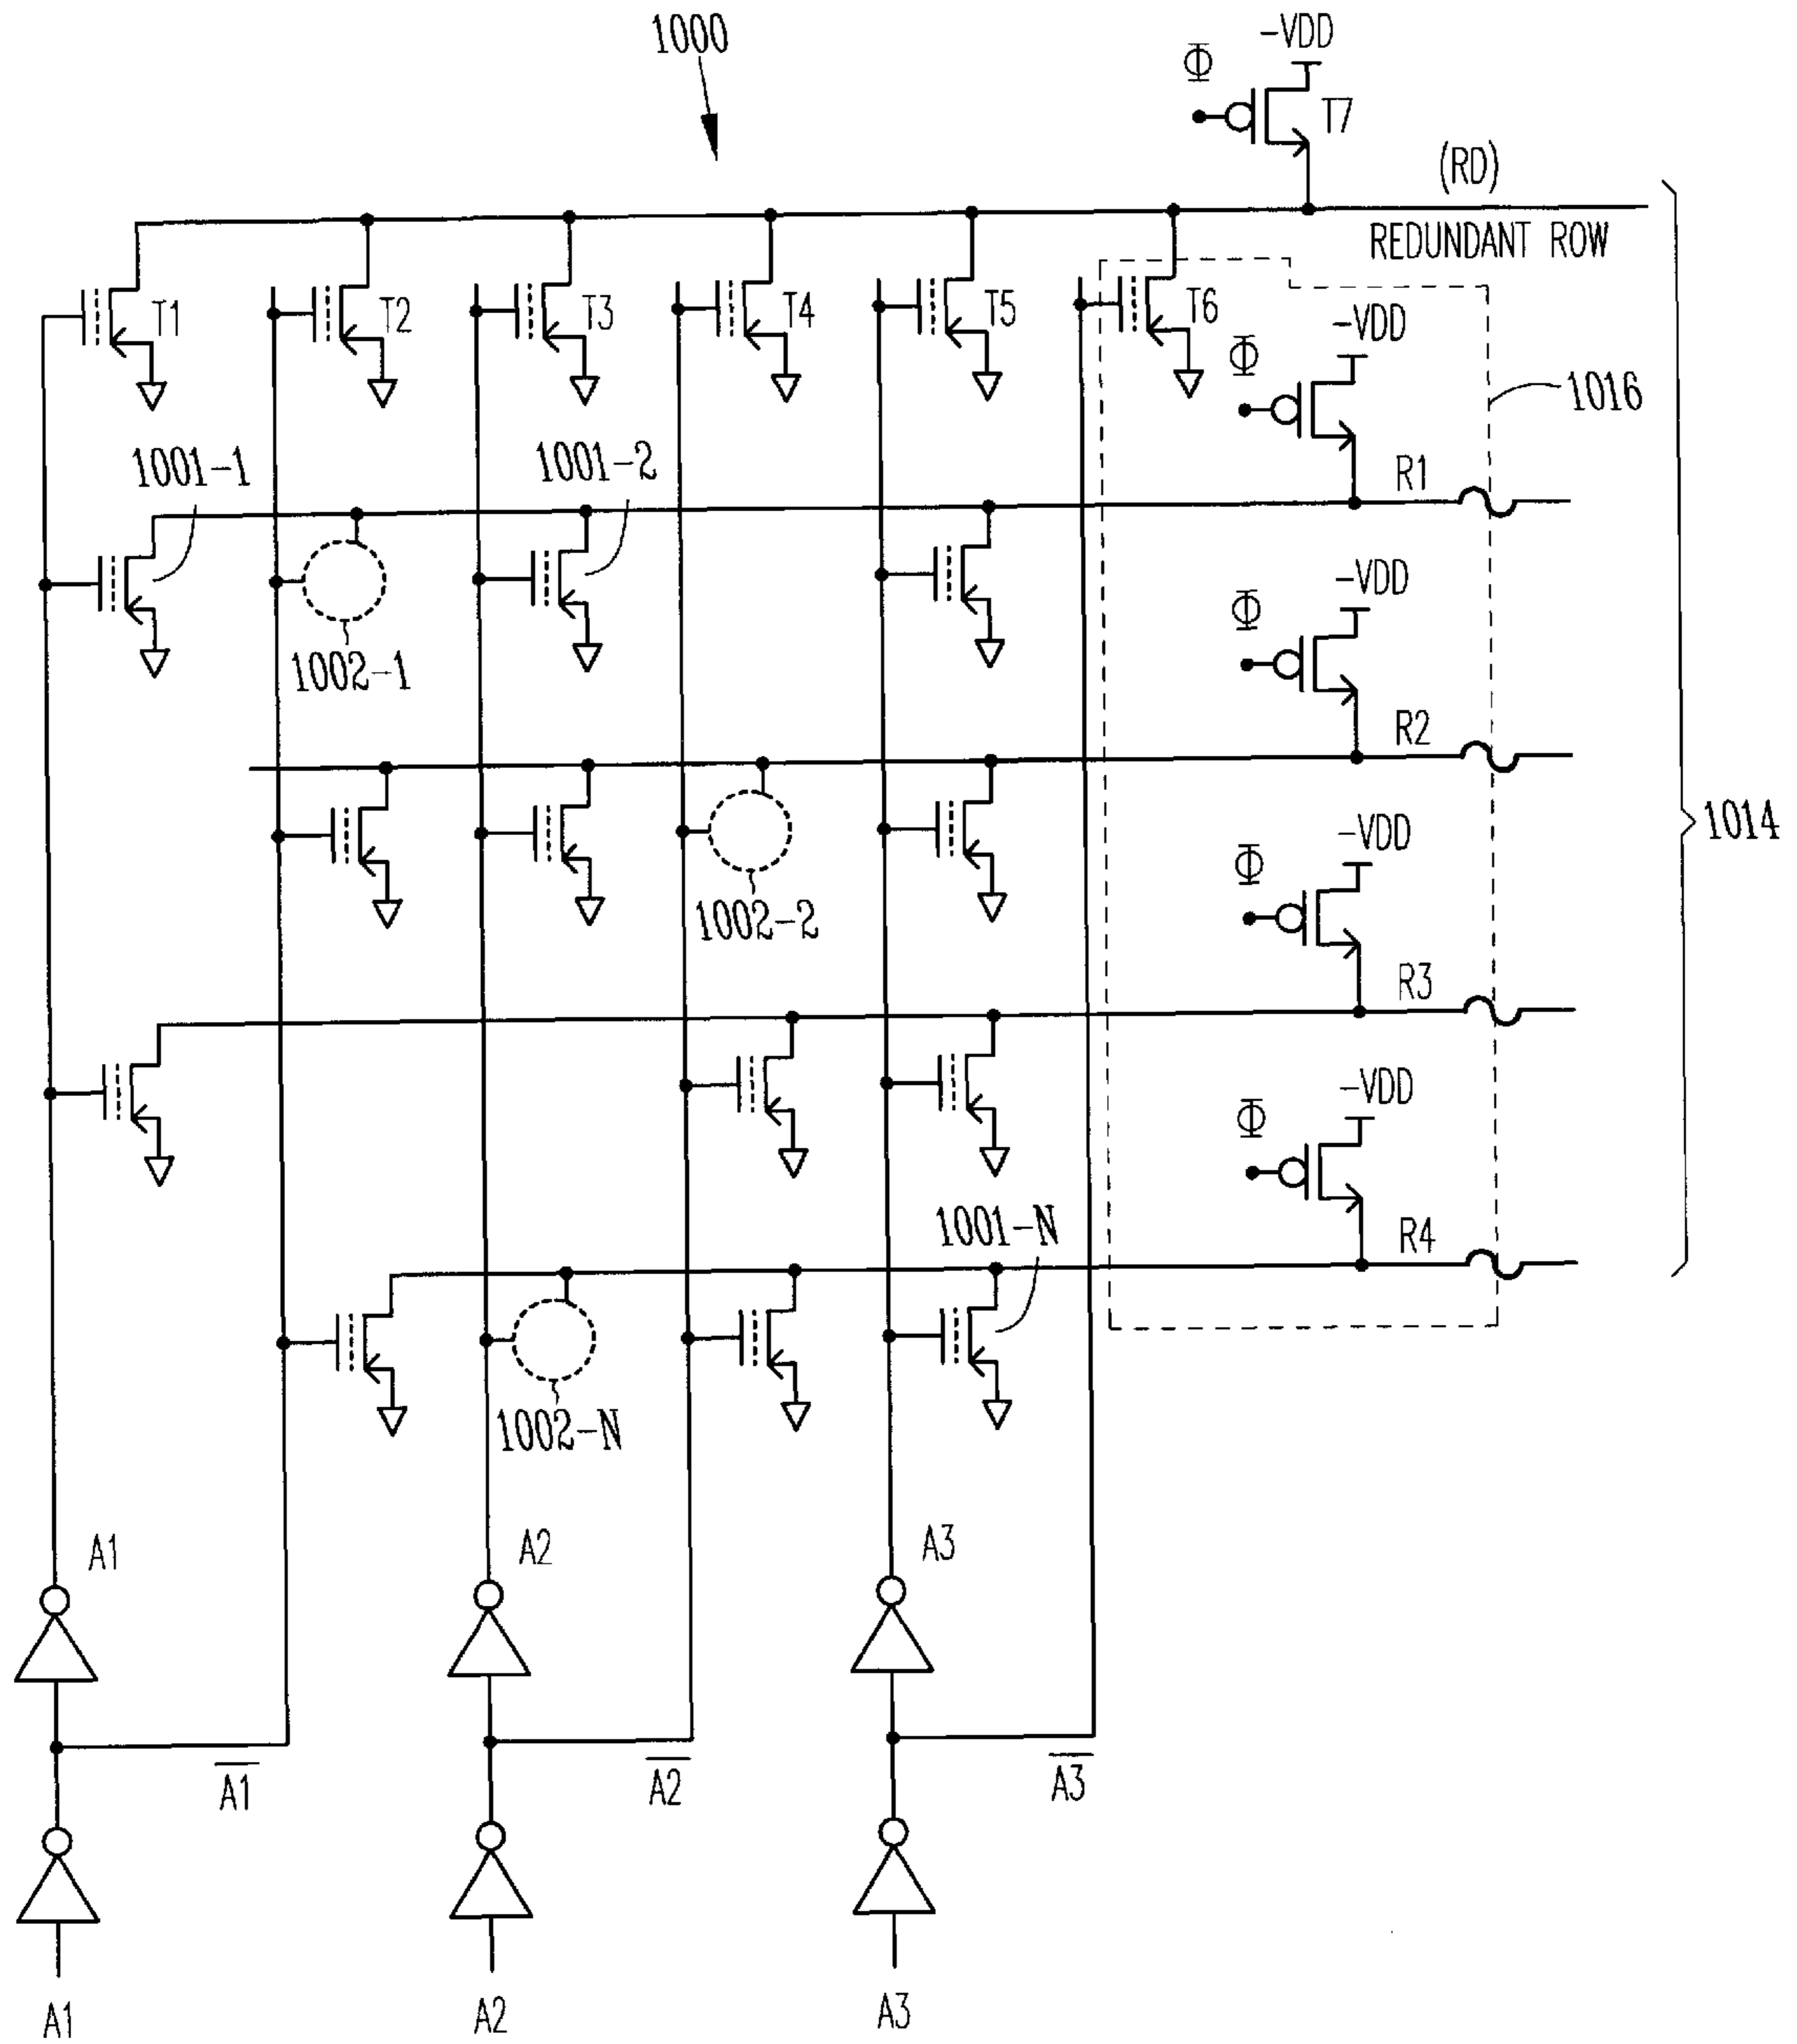 1000
-VDD
Φ
T7
(RD)
REDUNDANT ROW
T1
T2
T3
T4
T5
T6
-VDD
Φ
1016
1001-1
1001-2
R1
1002-1
-VDD
Φ
R2
1014
1002-2
-VDD
Φ
R3
-VDD
Φ
1001-N
R4
1002-N
A1
A2
A3
A1
A2
A3
A1
A2
A3